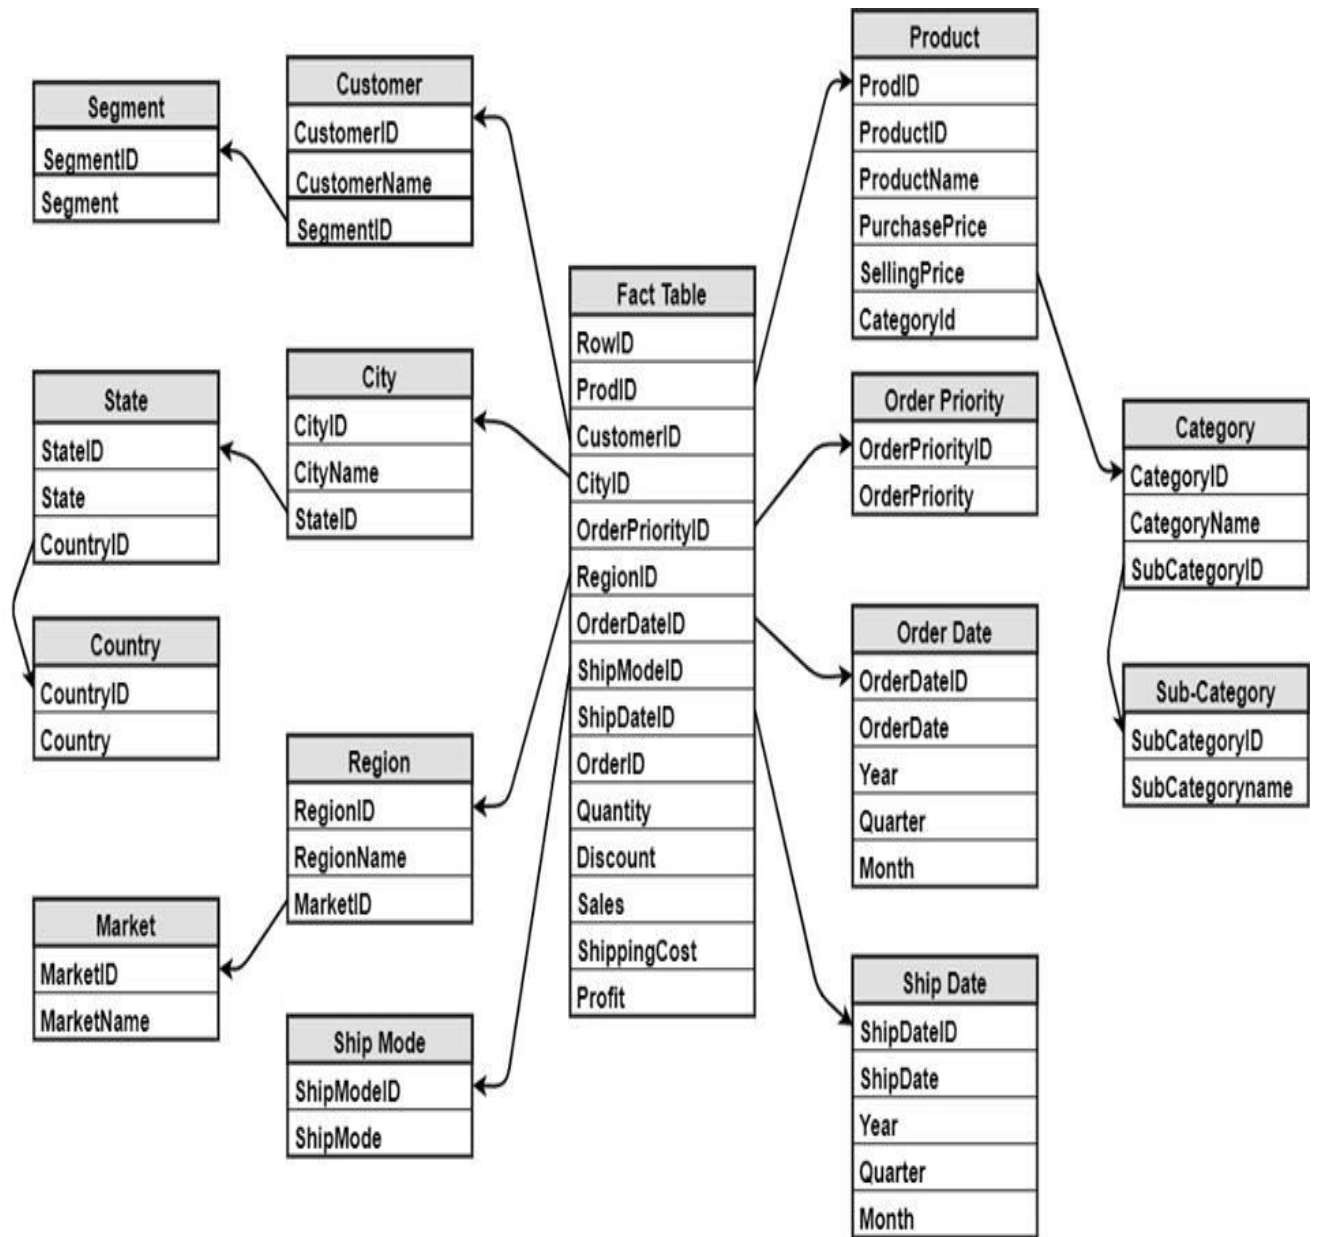 Segment
SegmentID
Segment
Customer
CustomerID
CustomerName
SegmentID
State
StateID
State
CountryID
City
CityID
CityName
StateID
Country
CountryID
Country
Region
RegionID
RegionName
MarketID
Market
MarketID
MarketName
Ship Mode
ShipModeID
ShipMode
Fact Table
RowID
ProdID
CustomerID
CityID
OrderPriorityID
RegionID
OrderDateID
ShipModeID
ShipDateID
OrderID
Quantity
Discount
Sales
ShippingCost
Profit
Product
ProdID
ProductID
ProductName
PurchasePrice
SellingPrice
CategoryId
Order Priority
OrderPriorityID
OrderPriority
Order Date
OrderDateID
OrderDate
Year
Quarter
Month
Ship Date
ShipDateID
ShipDate
Year
Quarter
Month
Category
CategoryID
CategoryName
SubCategoryID
Sub-Category
SubCategoryID
SubCategoryname